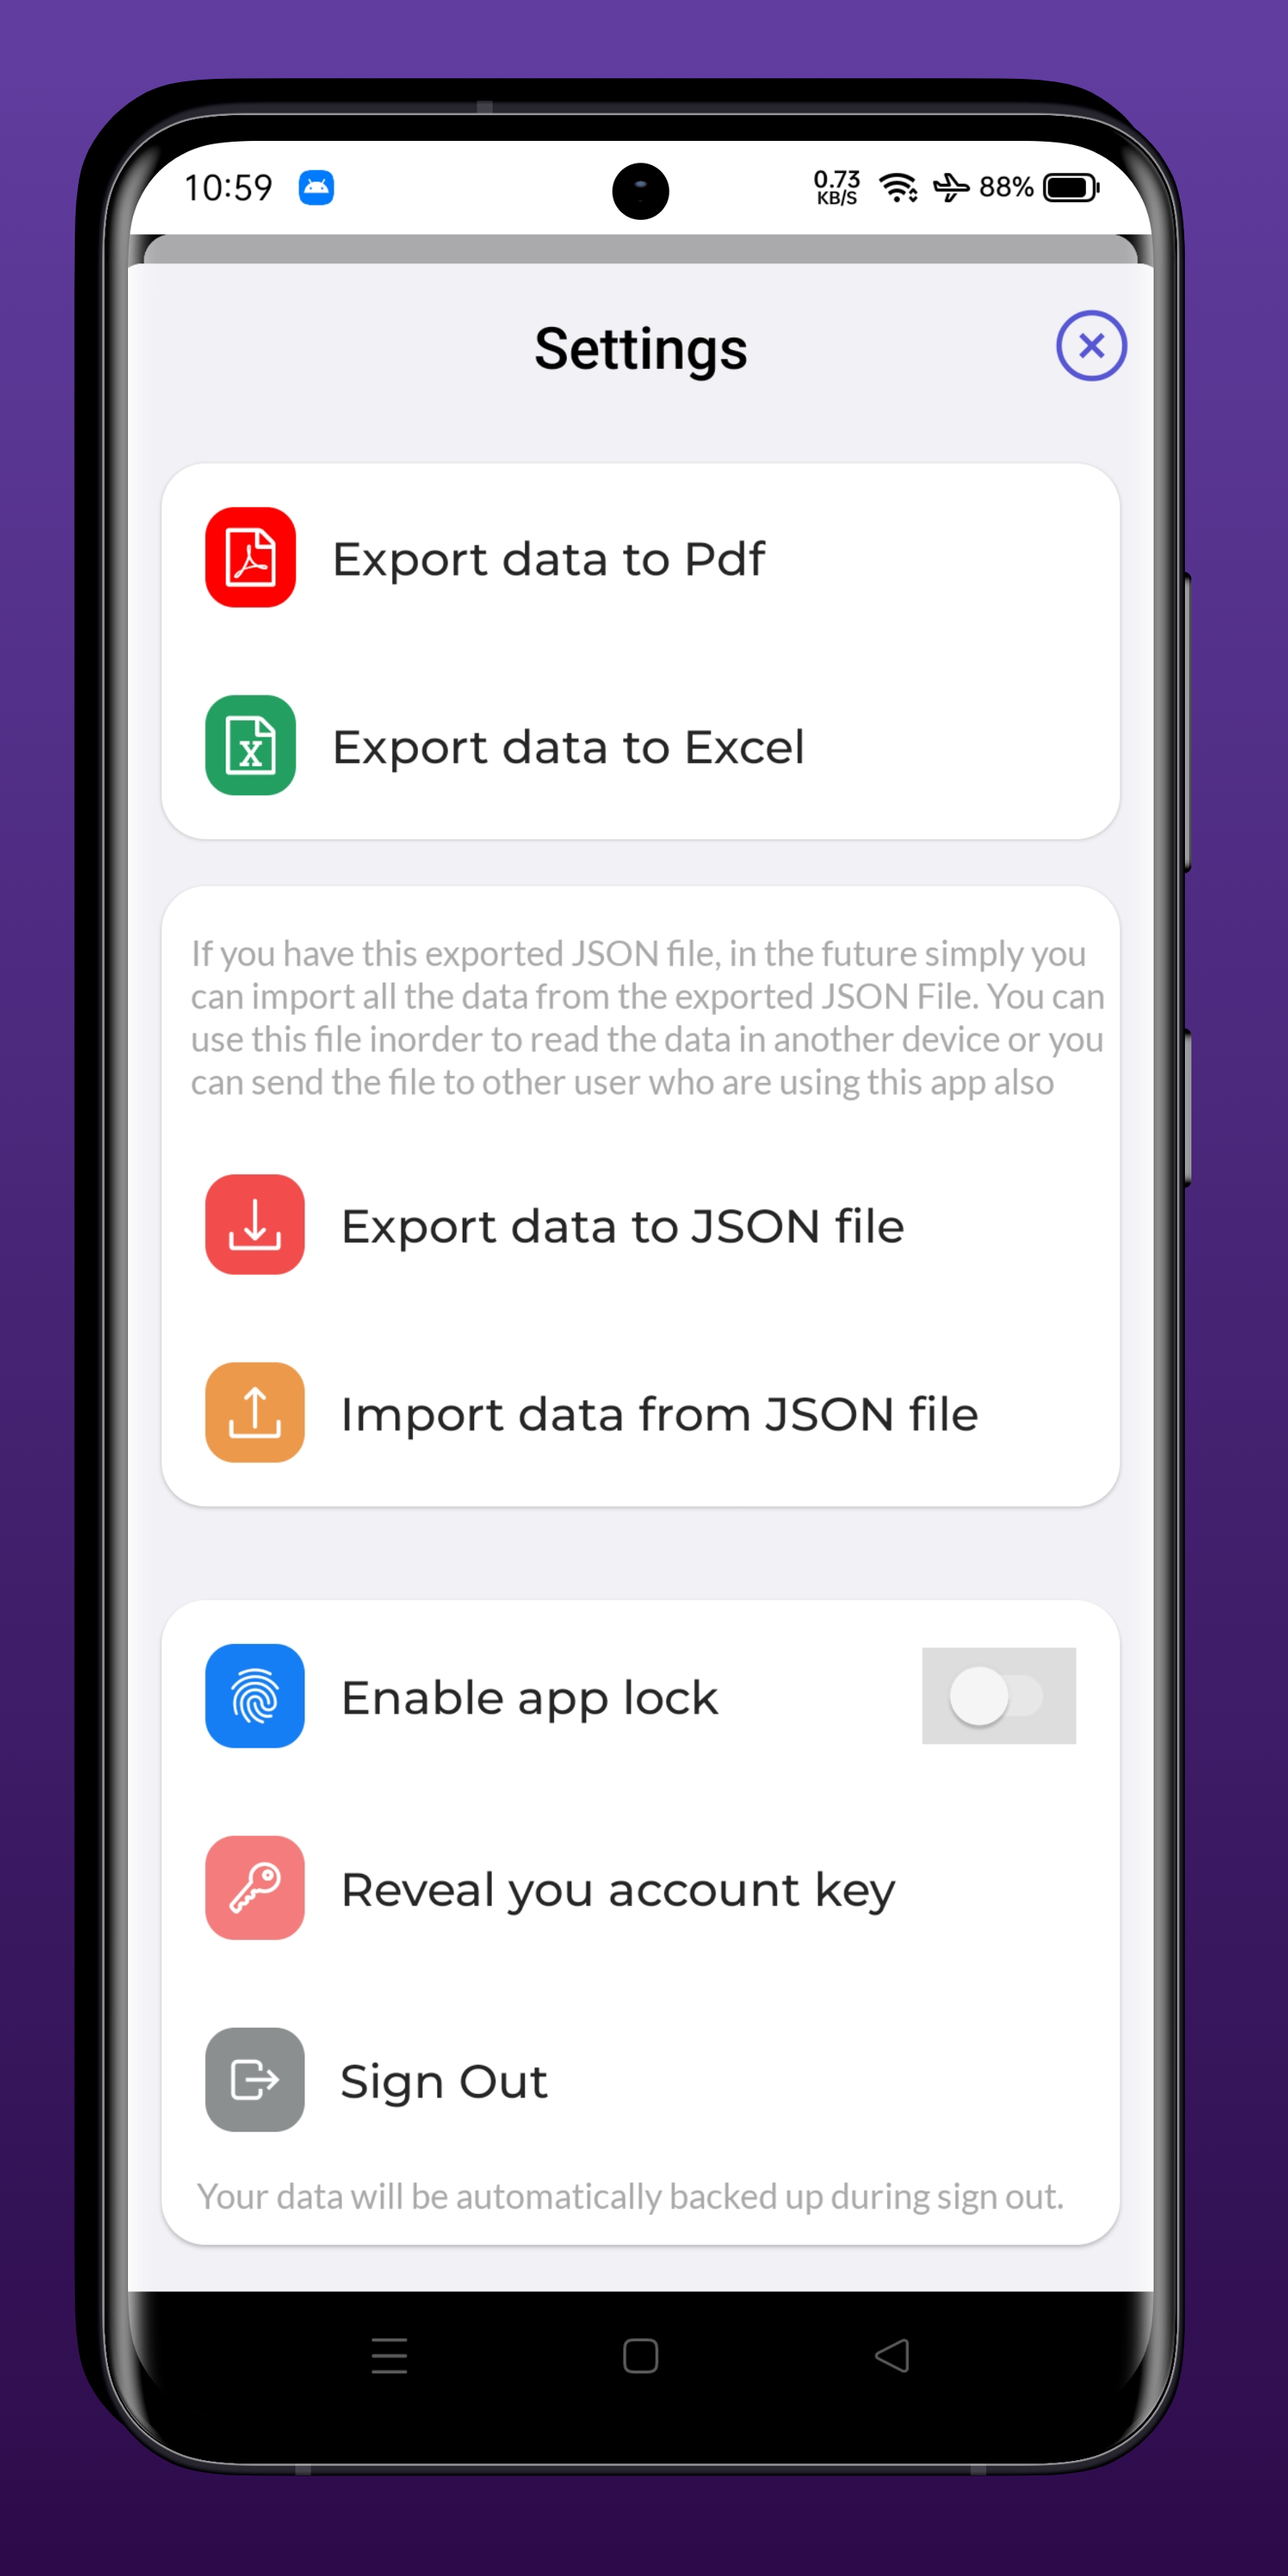 10:59
0.73
KB/S
88%
Settings
Export data to Pdf
X
Export data to Excel
If you have this exported JSON file, in the future simply you
can import all the data from the exported JSON File. You can
use this file inorder to read the data in another device or you
can send the file to other user who are using this app also
Export data to JSON file
Import data from JSON file
Enable app lock
Reveal you account key
Sign Out
Your data will be automatically backed up during sign out.